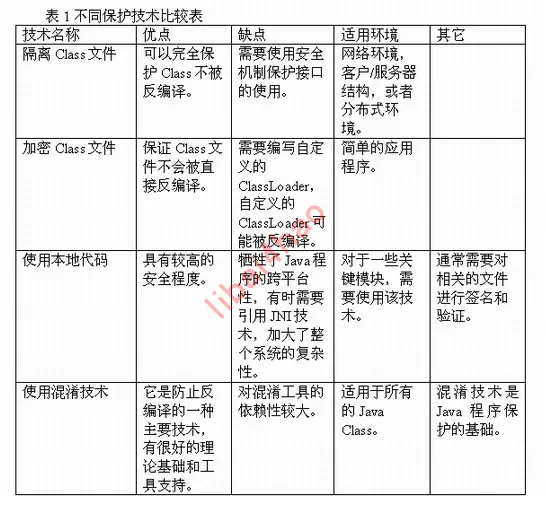 表 1 不同保护技术比较表
技术名称 优点 缺点 适用环境 其它
隔离 Class 文件 可以完全保 需要使用安全 网络环境,
护 Class 不被 机制保护接口 客户/服务器
反编译。 的使用。 结构，或者
分布式环
境。
加密 Class 文件 保证 Class 需要编写自定 简单的应用
文件不会被 义的 程序。
直接反编译。 ClassLoader，
自定义的
ClassLoader 可
能被反编译。
使用本地代码 具有较高的 牺牲了 Java 程 对于一些关 通常需要对
安全程度。 序的跨平台 键模块，需 相关的文件
性，有时需要 要使用该技 进行签名和
引用 JNI 技 术。 验证。
术，加大了整
个系统的复杂
性。
使用混淆技术 它是防止反 对混淆工具的 适用于所有 混淆技术是
编译的一种 依赖性较大。 的 Java Java 程序保
主要技术， Class。 护的基础。
有很好的理
论基础和工
具支持。